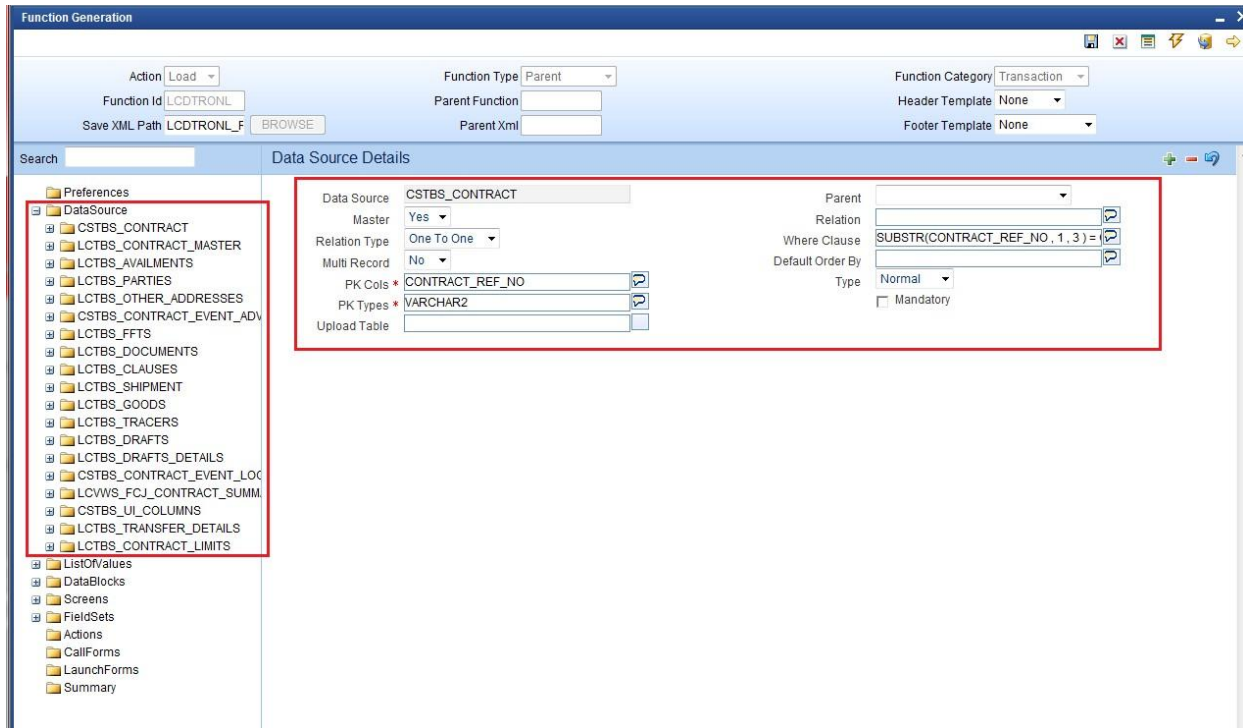 Function Generation
Action Load Function Type Parent Function Category Transaction
Function Id LCDTRONL Parent Function Header Template None
Save XML Path LCDTRONL_F BROWSE Parent Xml Footer Template None
Search
Data Source Details
Preferences
DataSource
CSTBS_CONTRACT
LCTBS_CONTRACT_MASTER
LCTBS_AVAILMENTS
LCTBS_PARTIES
LCTBS_OTHER_ADDRESSES
CSTBS_CONTRACT_EVENT_ADV
LCTBS_FFTS
LCTBS_DOCUMENTS
LCTBS_CLAUSES
LCTBS_SHIPMENT
LCTBS_GOODS
LCTBS_TRACERS
LCTBS_DRAFTS
LCTBS_DRAFTS_DETAILS
CSTBS_CONTRACT_EVENT_LOG
LCVWS_FCJ_CONTRACT_SUMM
CSTBS_UI_COLUMNS
LCTBS_TRANSFER_DETAILS
LCTBS_CONTRACT_LIMITS
ListOfValues
DataBlocks
Screens
FieldSets
Actions
CallForms
LaunchForms
Summary
Data Source CSTBS_CONTRACT Parent
Master Yes Relation
Relation Type One To One Where Clause SUBSTR(CONTRACT_REF_NO , 1 , 3 ) = (
Multi Record No Default Order By
PK Cols * CONTRACT_REF_NO Type Normal
PK Types * VARCHAR2 Mandatory
Upload Table